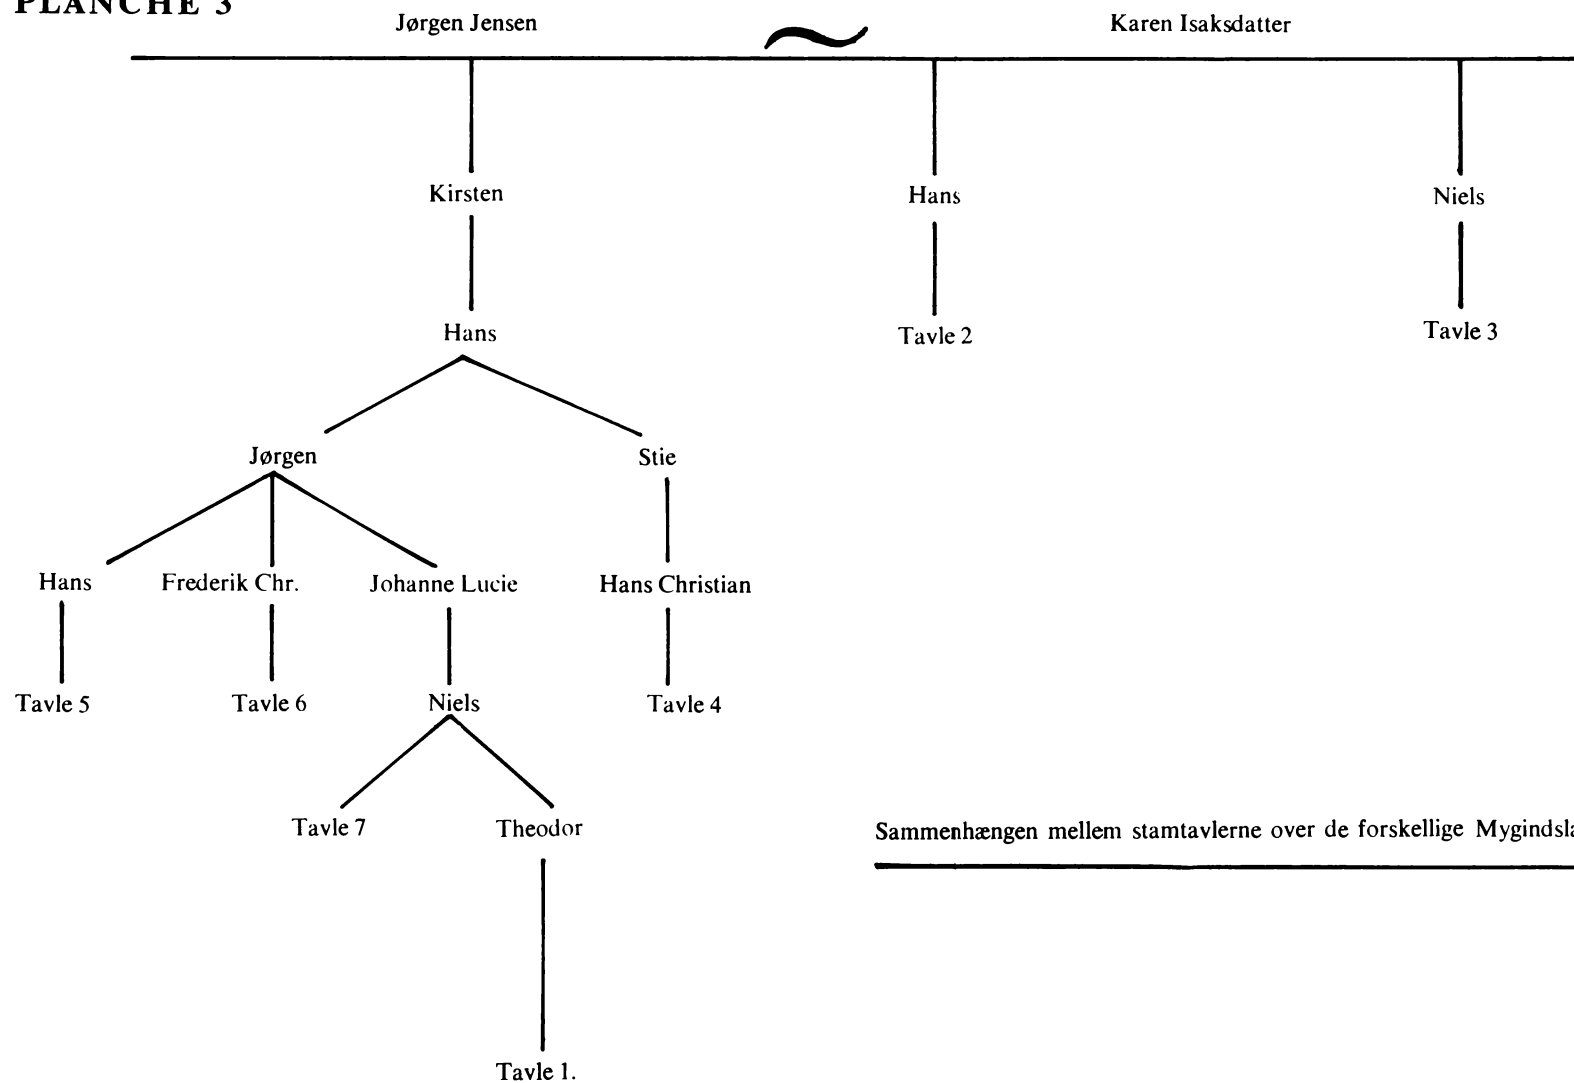 PLANCHE 3
Jørgen Jensen Karen Isaksdatter
Kirsten Hans Niels
Hans Tavle 2 Tavle 3
Jørgen Stie
Hans Frederik Chr. Johanne Lucie Hans Christian
Tavle 5 Tavle 6 Niels Tavle 4
Tavle 7 Theodor
Sammenhængen mellem stamtavlerne over de forskellige
Tavle 1.